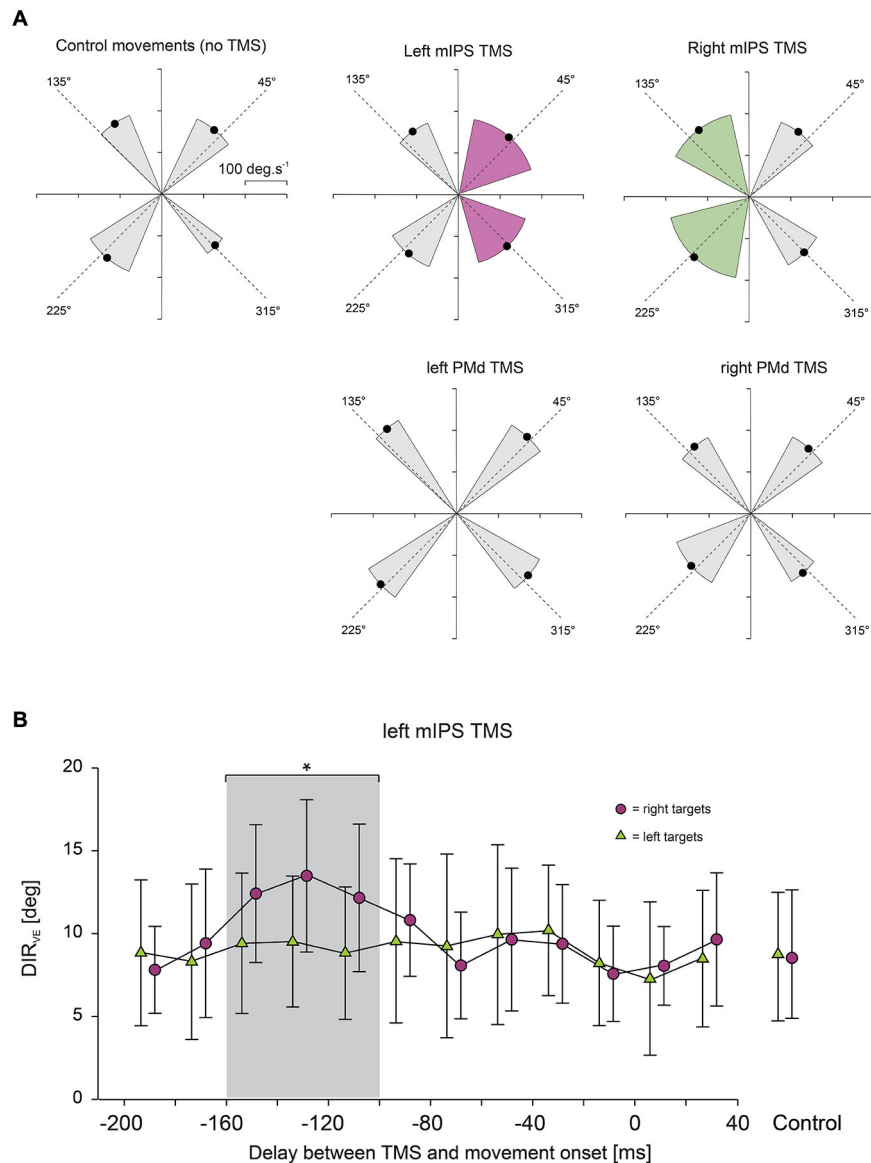 A
Control movements (no TMS)
Left mIPS TMS
Right mIPS TMS
135° 45°
135° 45°
135° 45°
100 deg.s⁻¹
225° 315°
225° 315°
225° 315°
left PMd TMS
right PMd TMS
135° 45°
135° 45°
225° 315°
225° 315°
B
left mIPS TMS
20
*
= right targets
= left targets
15
10
5
0
DIRVE [deg]
-200 -160 -120 -80 -40 0 40 Control
Delay between TMS and movement onset [ms]